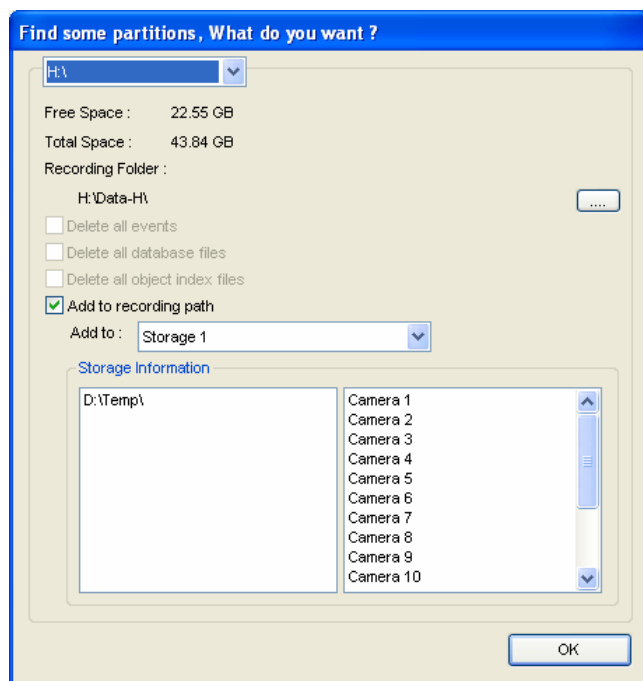 Find some partitions, What do you want ?
H:\
Free Space : 22.55 GB
Total Space : 43.84 GB
Recording Folder :
H:\Data-H\
....
Delete all events
Delete all database files
Delete all object index files
Add to recording path
Add to : Storage 1
Storage Information
D:\Temp\
Camera 1
Camera 2
Camera 3
Camera 4
Camera 5
Camera 6
Camera 7
Camera 8
Camera 9
Camera 10
OK